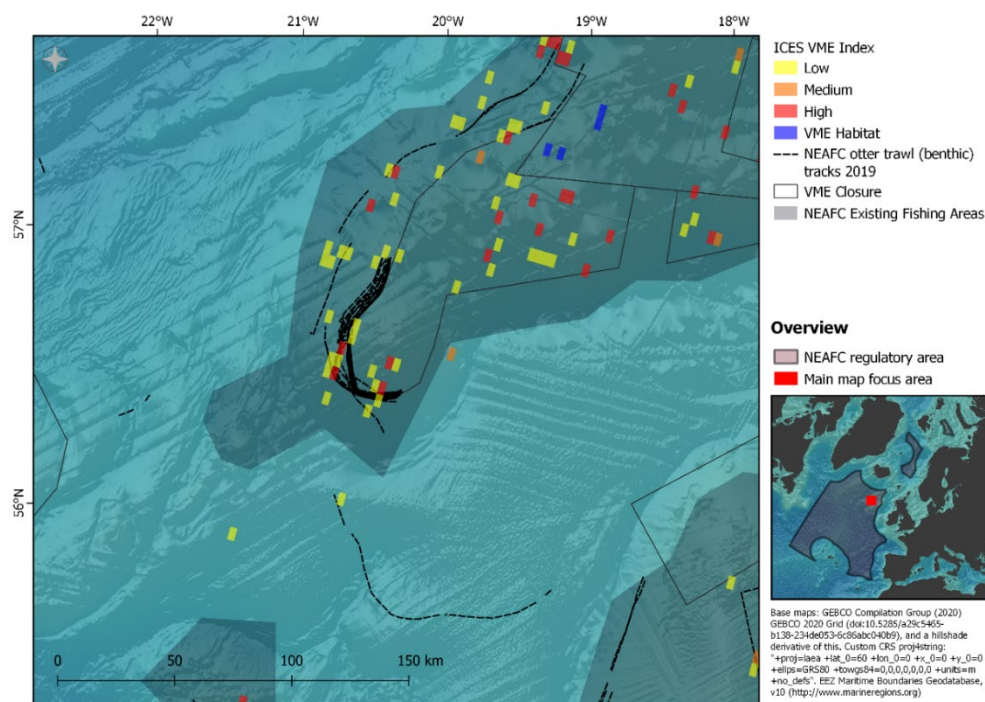 22°W 21°W 20°W 19°W 18°W
57°N
56°N
0 50 100 150 km
ICES VME Index
Low
Medium
High
VME Habitat
NEAFC otter trawl (benthic)
tracks 2019
VME Closure
NEAFC Existing Fishing Areas
Overview
NEAFC regulatory area
Main map focus area
Base maps: GEBCO Compilation Group (2020)
GEBCO 2020 Grid (doi:10.5285/a29c5465-
b138-234de053-6c86abc040b9), and a hillshade
derivative of this. Custom CRS proj4string:
"+proj=laea +lat_0=60 +lon_0=0 +x_0=0 +y_0=0
+ellps=GRS80 +towgs84=0,0,0,0,0,0,0 +units=m
+no_defs". EEZ Maritime Boundaries Geodatabase,
v10 (http://www.marineregions.org)